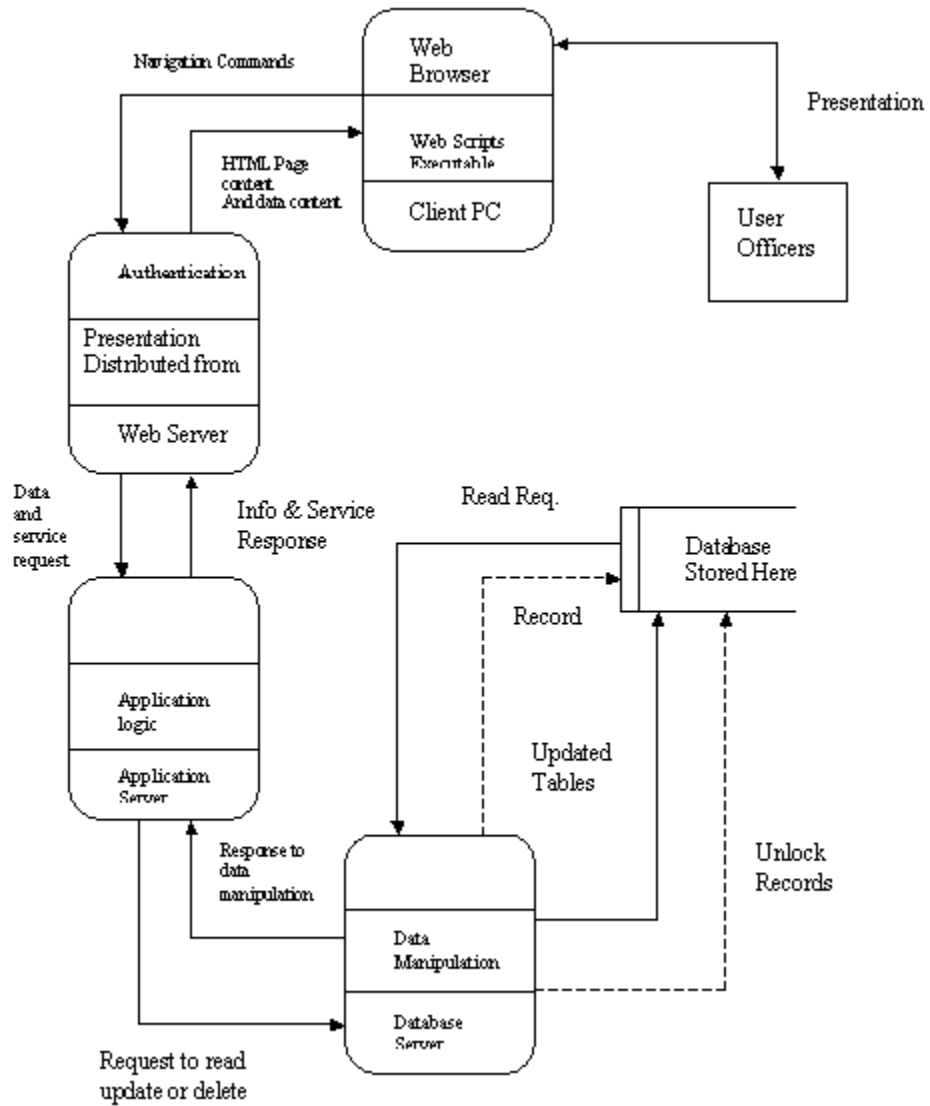 Navigation Commands
Web
Browser
Presentation
Web Scripts
Executable
HTML Page
content
And data content
Client PC
User
Officers
Authentication
Presentation
Distributed from
Web Server
Data
and
service
request
Info & Service
Response
Read Req.
Database
Stored Here
Record
Application
logic
Updated
Tables
Application
Server
Response to
data
manipulation
Unlock
Records
Data
Manipulation
Database
Server
Request to read
update or delete